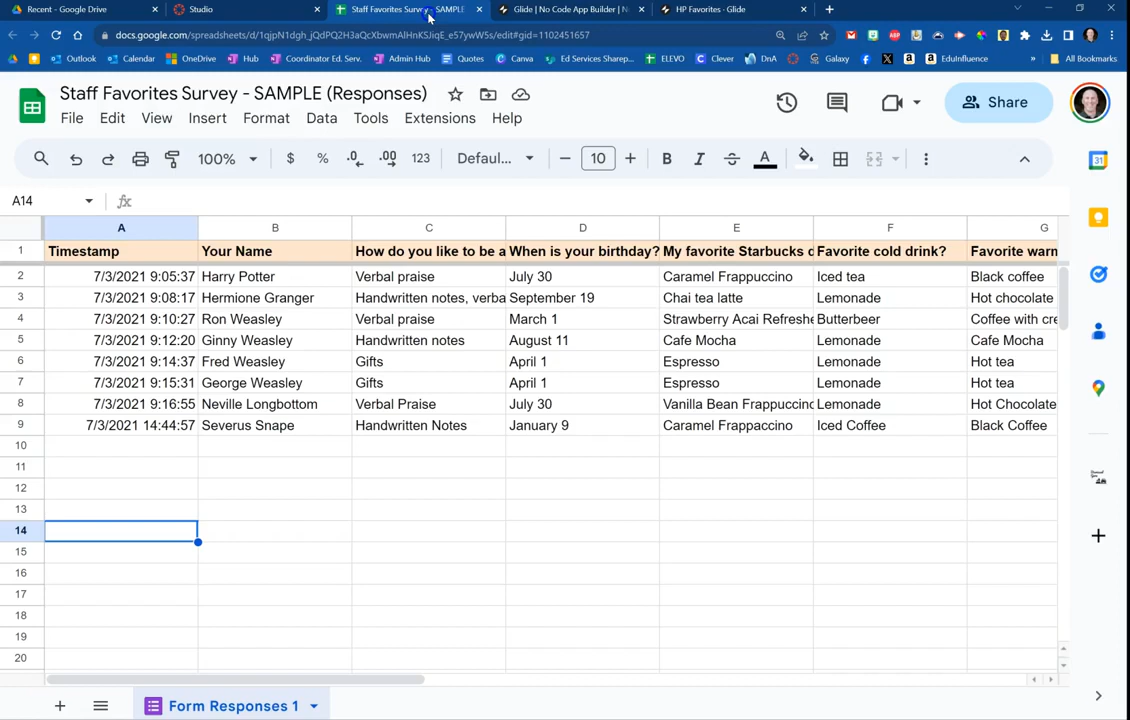 Recent - Google Drive
Studio
Staff Favorites Survey - SAMPLE
Glide | No Code App Builder | N
HP Favorites - Glide
docs.google.com/spreadsheets/d/1qjpN1dgh_jQdPQ2H3aQcXbwmAlHnKSJiqE_e57ywW5s/edit#gid=1102451657
Outlook
Calendar
OneDrive
Hub
Coordinator Ed. Serv.
Admin Hub
Quotes
Canva
Ed Services Sharep...
ELEVO
Clever
DnA
Galaxy
X
EduInfluence
»
All Bookmarks
Staff Favorites Survey - SAMPLE (Responses)
File Edit View Insert Format Data Tools Extensions Help
Share
100% $ % .0 .00 123 Defaul... − 10 + B I A
A14 fx
A B C D E F G
1 Timestamp Your Name How do you like to be a When is your birthday? My favorite Starbucks d Favorite cold drink? Favorite warm
2 7/3/2021 9:05:37 Harry Potter Verbal praise July 30 Caramel Frappuccino Iced tea Black coffee
3 7/3/2021 9:08:17 Hermione Granger Handwritten notes, verba September 19 Chai tea latte Lemonade Hot chocolate
4 7/3/2021 9:10:27 Ron Weasley Verbal praise March 1 Strawberry Acai Refreshe Butterbeer Coffee with cre
5 7/3/2021 9:12:20 Ginny Weasley Handwritten notes August 11 Cafe Mocha Lemonade Cafe Mocha
6 7/3/2021 9:14:37 Fred Weasley Gifts April 1 Espresso Lemonade Hot tea
7 7/3/2021 9:15:31 George Weasley Gifts April 1 Espresso Lemonade Hot tea
8 7/3/2021 9:16:55 Neville Longbottom Verbal Praise July 30 Vanilla Bean Frappuccino Lemonade Hot Chocolate
9 7/3/2021 14:44:57 Severus Snape Handwritten Notes January 9 Caramel Frappaccino Iced Coffee Black Coffee
10
11
12
13
14
15
16
17
18
19
20
31
Form Responses 1